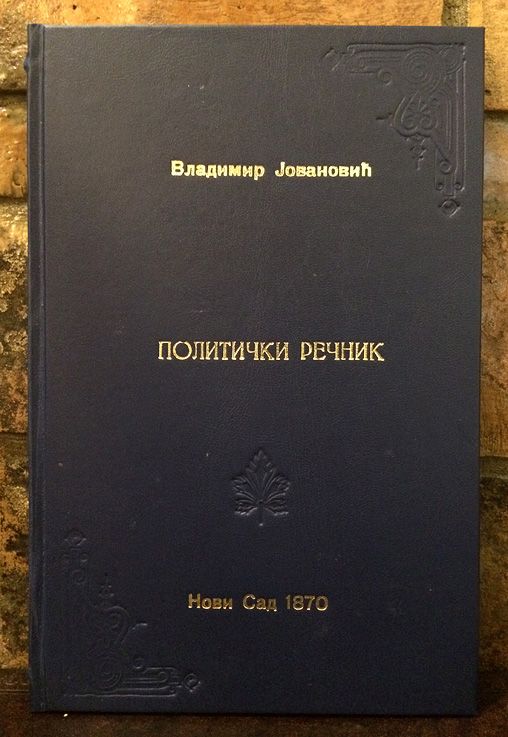 Владимир Јовановић
ПОЛИТИЧКИ РЕЧНИК
Нови Сад 1870